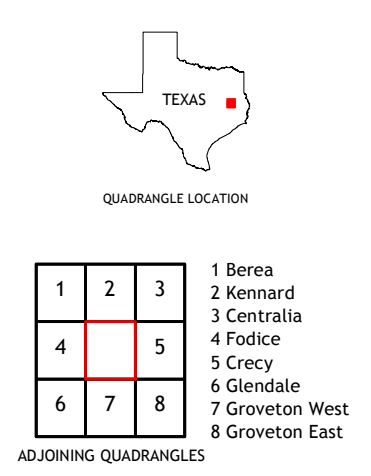 TEXAS
QUADRANGLE LOCATION
1 2 3
4 5
6 7 8
1 Berea
2 Kennard
3 Centralia
4 Fodice
5 Crecy
6 Glendale
7 Groveton West
8 Groveton East
ADJOINING QUADRANGLES